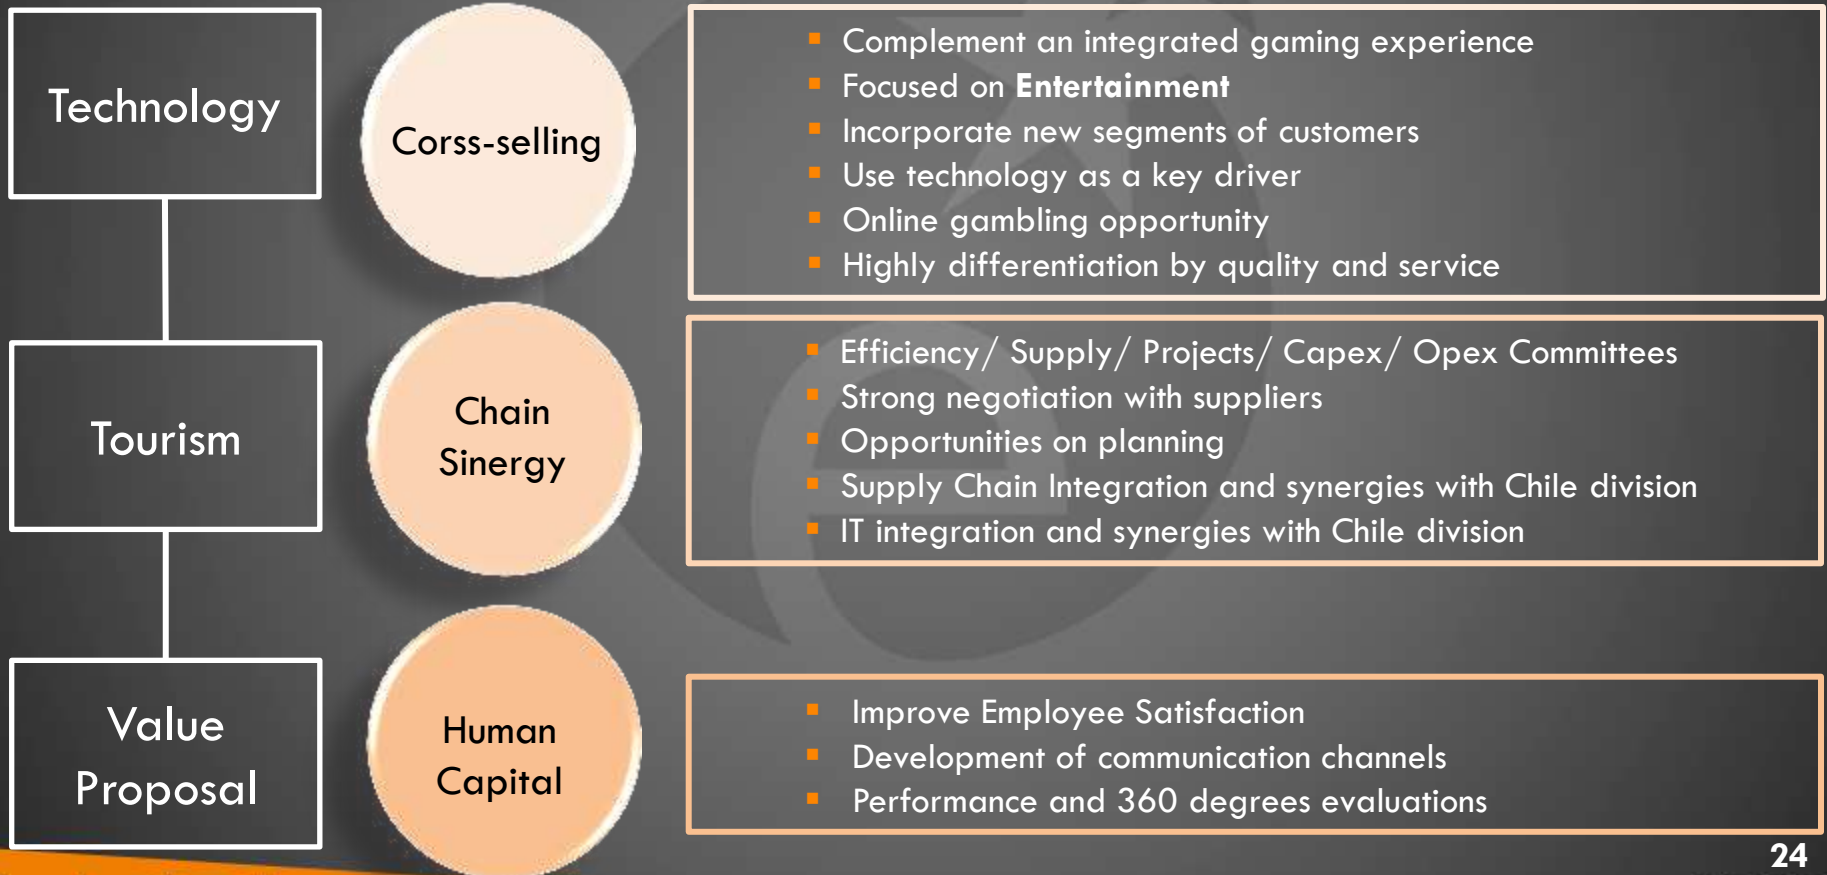 Technology
Corss-selling
Complement an integrated gaming experience
Focused on Entertainment
Incorporate new segments of customers
Use technology as a key driver
Online gambling opportunity
Highly differentiation by quality and service
Tourism
Chain
Sinergy
Efficiency/ Supply/ Projects/ Capex/ Opex Committees
Strong negotiation with suppliers
Opportunities on planning
Supply Chain Integration and synergies with Chile division
IT integration and synergies with Chile division
Value
Proposal
Human
Capital
Improve Employee Satisfaction
Development of communication channels
Performance and 360 degrees evaluations
24